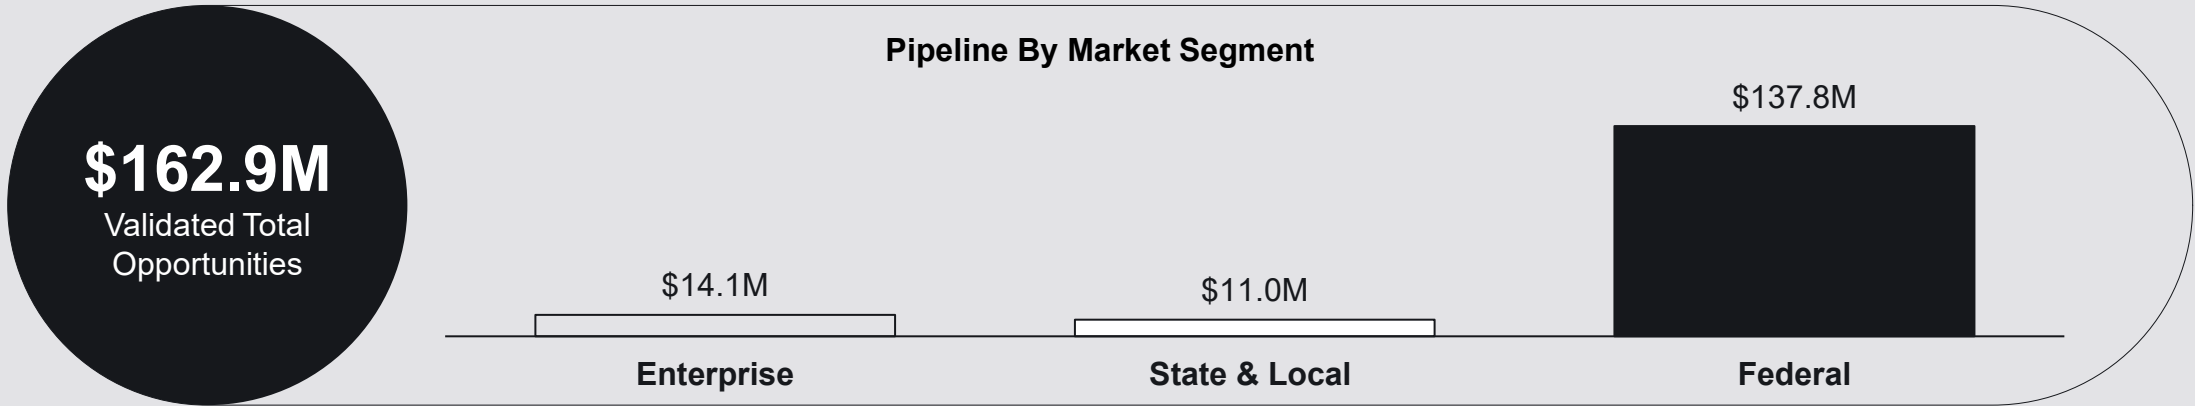 Pipeline By Market Segment
$162.9M
Validated Total
Opportunities
$14.1M
$11.0M
$137.8M
Enterprise
State & Local
Federal